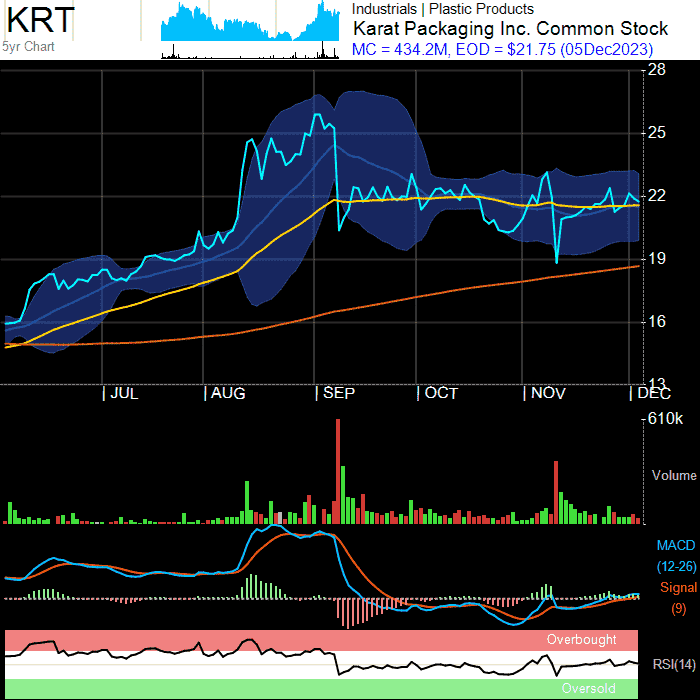 KRT
5yr Chart
Industrials | Plastic Products
Karat Packaging Inc. Common Stock
MC = 434.2M, EOD = $21.75 (05Dec2023)
28
25
22
19
16
13
| JUL | AUG | SEP | OCT | NOV | DEC
610k
Volume
MACD
(12-26)
Signal
(9)
Overbought
RSI(14)
Oversold